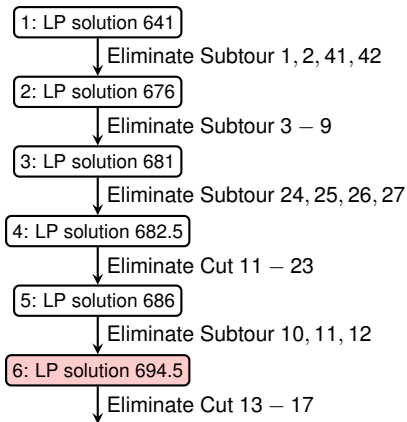 1: LP solution 641
Eliminate Subtour 1, 2, 41, 42
2: LP solution 676
Eliminate Subtour 3 − 9
3: LP solution 681
Eliminate Subtour 24, 25, 26, 27
4: LP solution 682.5
Eliminate Cut 11 − 23
5: LP solution 686
Eliminate Subtour 10, 11, 12
6: LP solution 694.5
Eliminate Cut 13 − 17